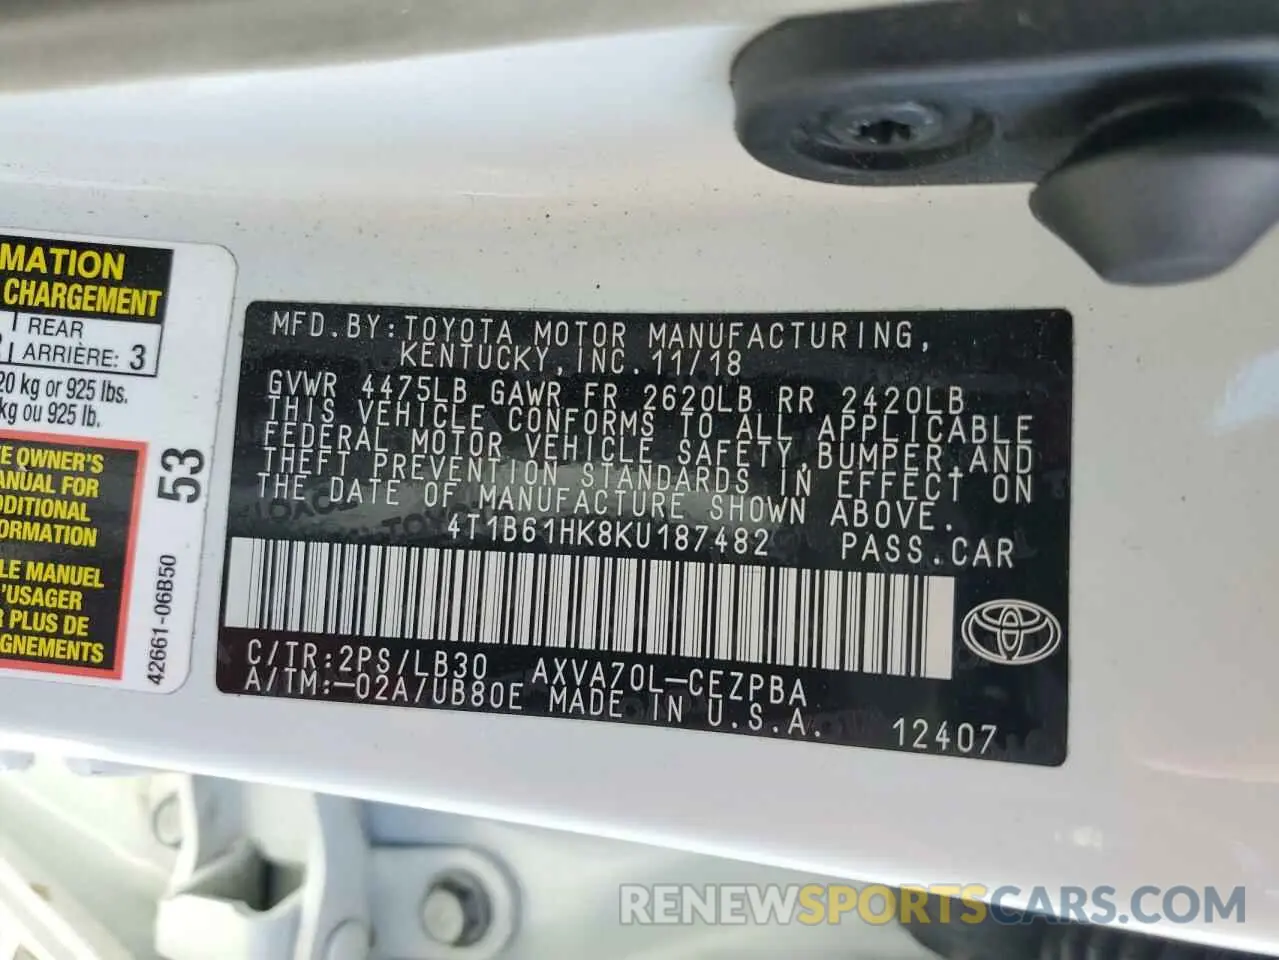 MATION
CHARGEMENT
REAR
ARRIÈRE: 3
20 kg or 925 lbs.
kg ou 925 lb.
E OWNER'S
ANUAL FOR
DDITIONAL
FORMATION
LE MANUEL
'USAGER
R PLUS DE
GNEMENTS
53
42661-06B50
MFD.BY:TOYOTA MOTOR MANUFACTURING,
KENTUCKY,INC.11/18
GVWR 4475LB GAWR FR 2620LB RR 2420LB
THIS VEHICLE CONFORMS TO ALL APPLICABLE
FEDERAL MOTOR VEHICLE SAFETY,BUMPER,AND
THEFT PREVENTION STANDARDS IN EFFECT ON
THE DATE OF MANUFACTURE SHOWN ABOVE.
4T1B61HK8KU187482 PASS.CAR
C/TR:2PS/LB30 AXVA70L-CEZPBA
A/TM:-02A/UB80E MADE IN U.S.A.
12407
RENEWSPORTSCARS.COM